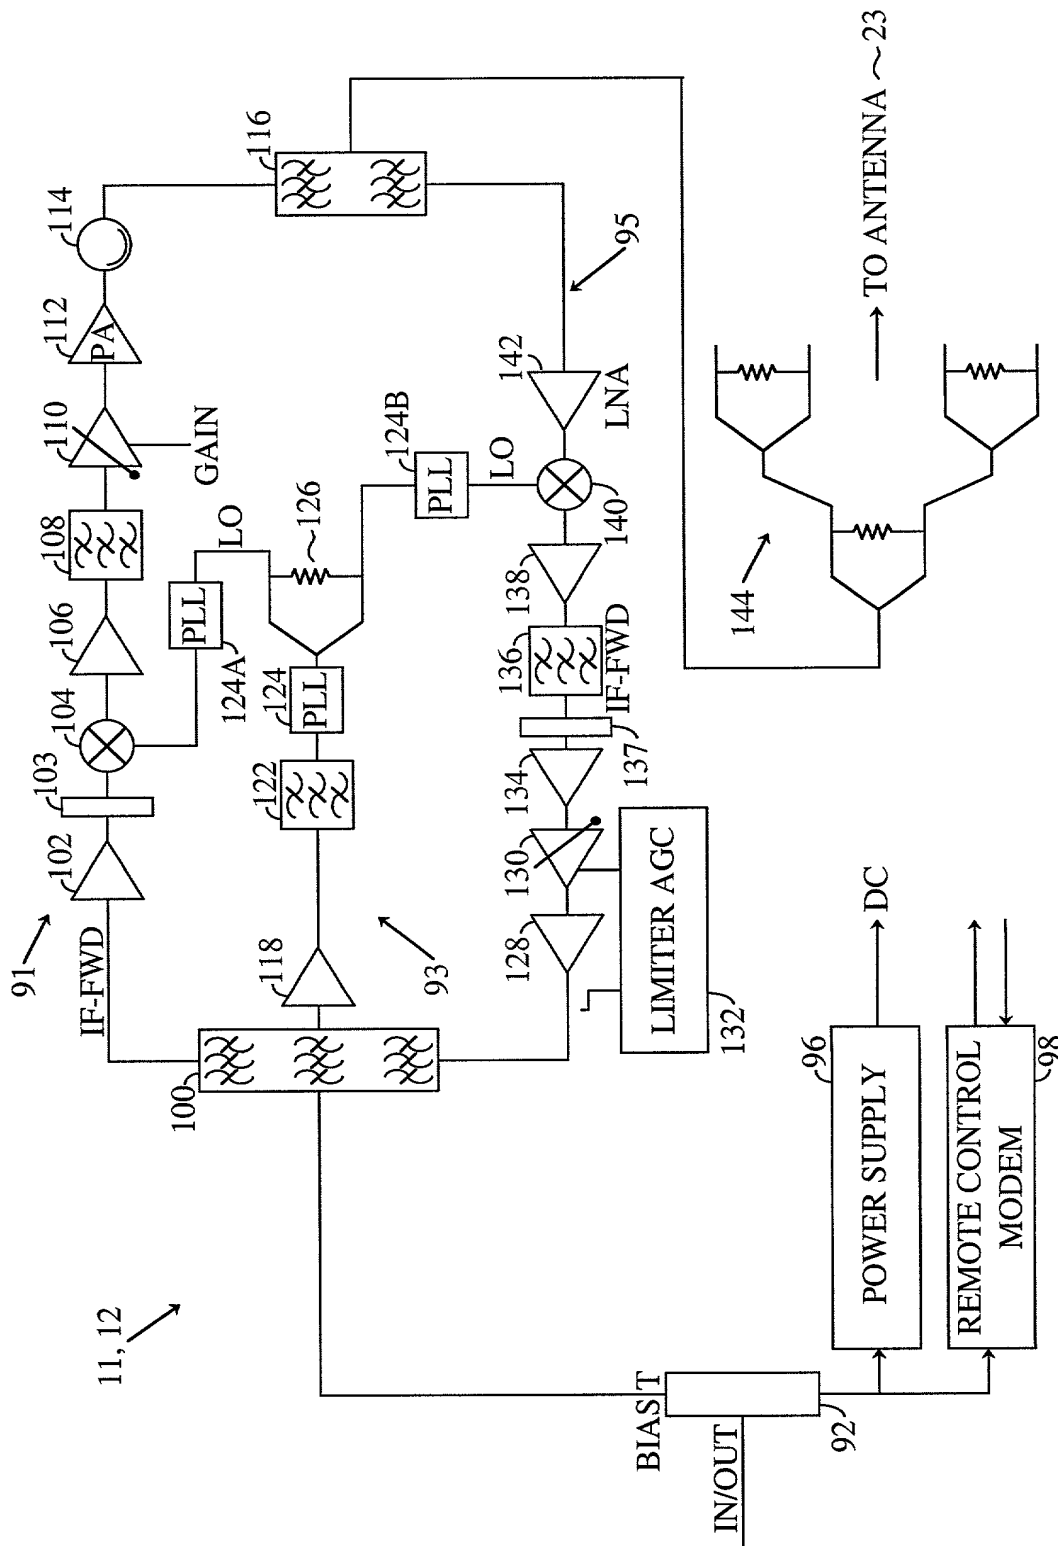 11, 12
91
IF-FWD
102
103
104
106
108
110
GAIN
112
PA
114
116
PLL
124A
LO
100
118
93
122
124
PLL
126
PLL
124B
LO
95
128
130
134
137
136
IF-FWD
138
140
142
LNA
LIMITER AGC
132
144
TO ANTENNA
23
BIAS T
IN/OUT
92
96
POWER SUPPLY
DC
REMOTE CONTROL
MODEM
98